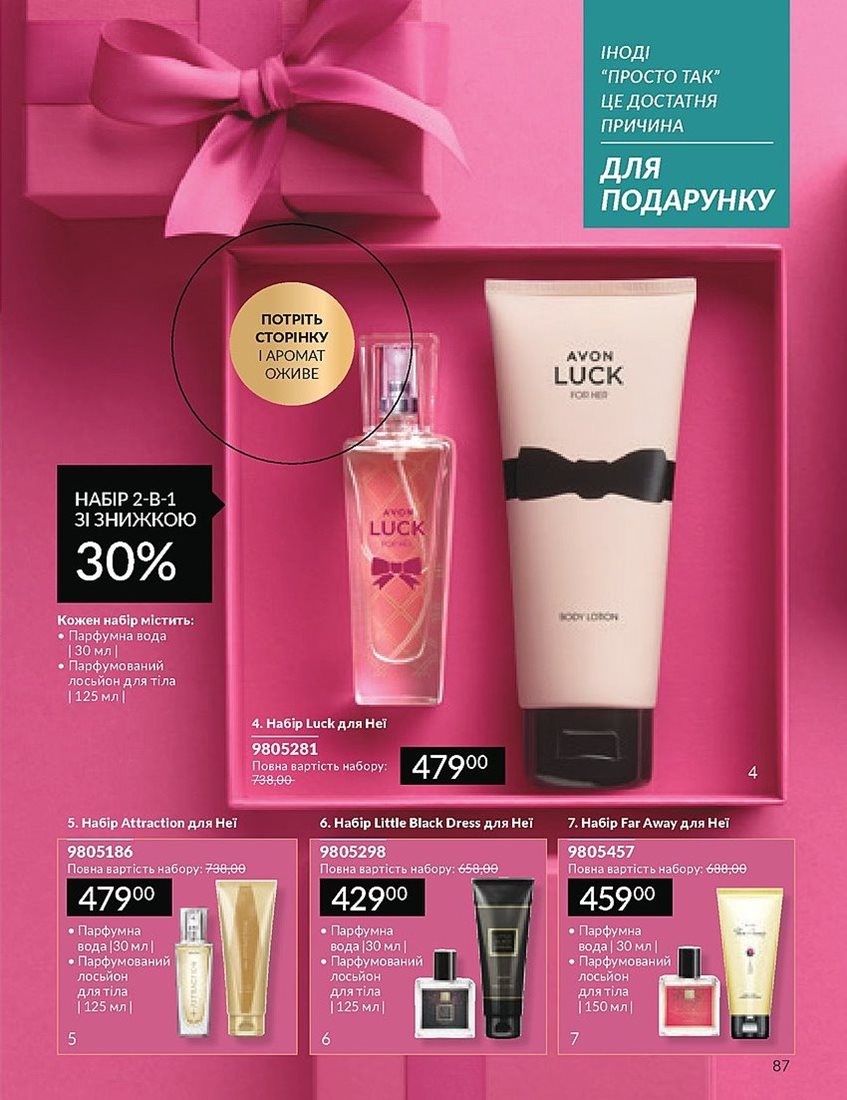 ІНОДІ
“ПРОСТО ТАК”
ЦЕ ДОСТАТНЯ
ПРИЧИНА
ДЛЯ
ПОДАРУНКУ
ПОТРІТЬ
СТОРІНКУ
І АРОМАТ
ОЖИВЕ
AVON
LUCK
FOR HER
BODY LOTION
AVON
LUCK
FOR HER
НАБІР 2-В-1
ЗІ ЗНИЖКОЮ
30%
Кожен набір містить:
• Парфумна вода
| 30 мл |
• Парфумований
лосьйон для тіла
| 125 мл |
4. Набір Luck для Неї
9805281
Повна вартість набору:
738,00
47900
4
5. Набір Attraction для Неї
9805186
Повна вартість набору: 738,00
47900
• Парфумна
вода |30 мл |
• Парфумований
лосьйон
для тіла
| 125 мл |
5
6. Набір Little Black Dress для Неї
9805298
Повна вартість набору: 658,00
42900
• Парфумна
вода |30 мл |
• Парфумований
лосьйон
для тіла
| 125 мл |
6
7. Набір Far Away для Неї
9805457
Повна вартість набору: 688,00
45900
• Парфумна
вода | 30 мл |
• Парфумований
лосьйон
для тіла
| 150 мл |
7
87